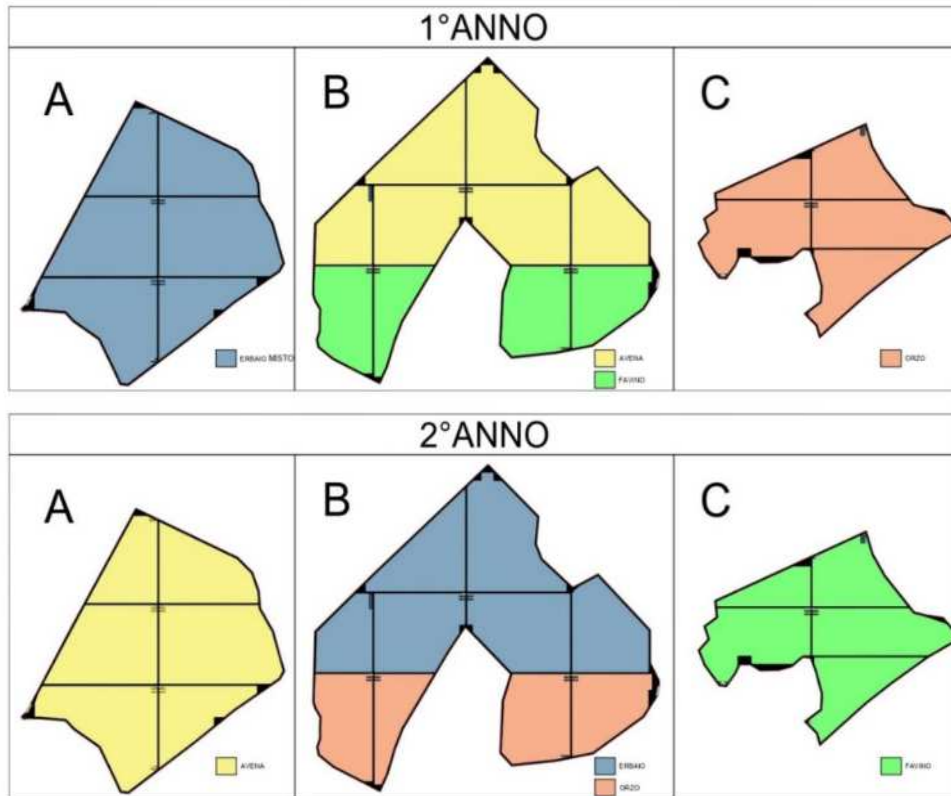 1°ANNO
A
B
C
ERBAIO MISTO
AVENA
FAVINO
ORZO
2°ANNO
A
B
C
AVENA
ERBAIO
ORZO
FAVINO